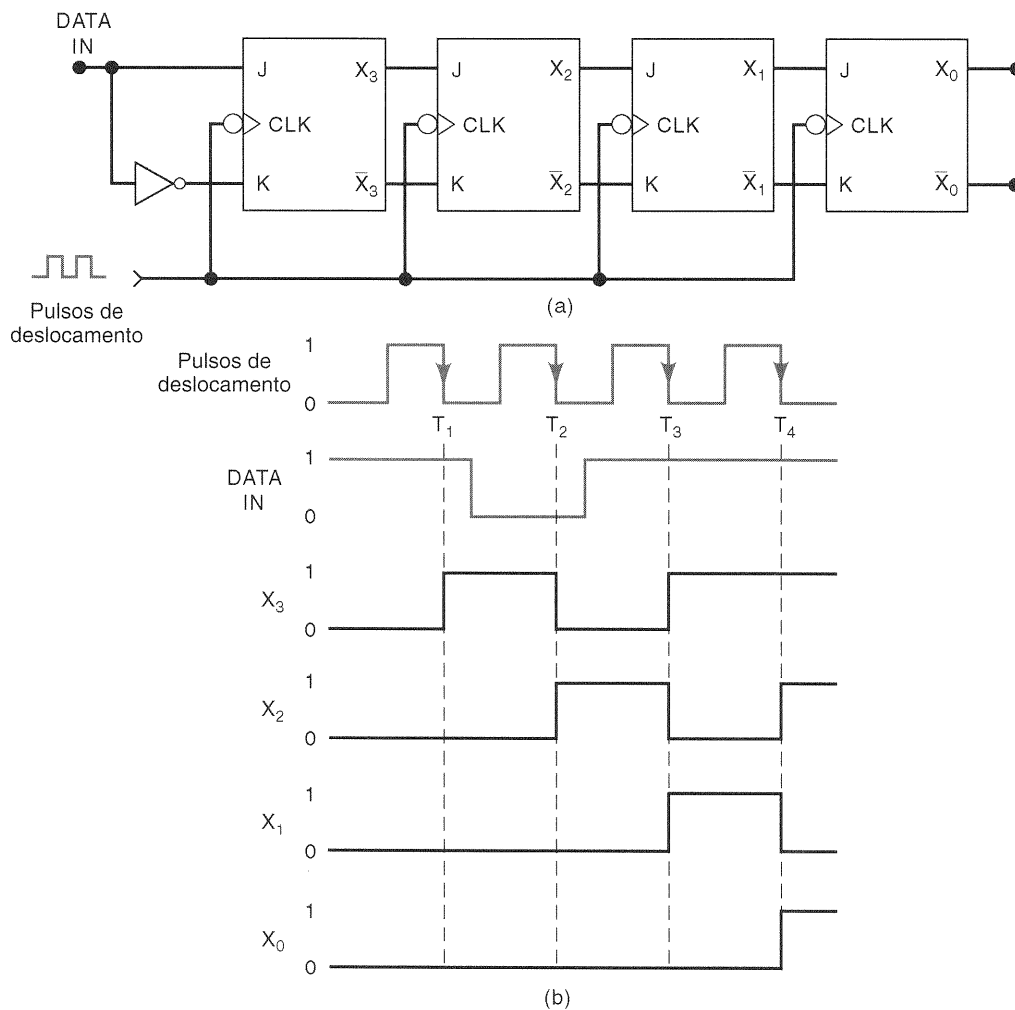 DATA
IN
J X₃ J X₂ J X₁ J X₀
CLK CLK CLK CLK
K X̅₃ K X̅₂ K X̅₁ K X̅₀
Pulsos de
deslocamento
(a)
Pulsos de
deslocamento
1
0
T₁ T₂ T₃ T₄
DATA
IN
1
0
X₃
1
0
X₂
1
0
X₁
1
0
X₀
1
0
(b)